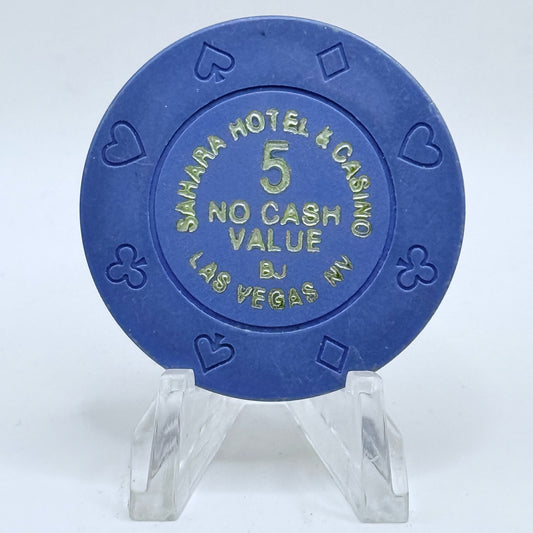 SAHARA HOTEL & CASINO
5
NO CASH
VALUE
BJ
LAS VEGAS NV